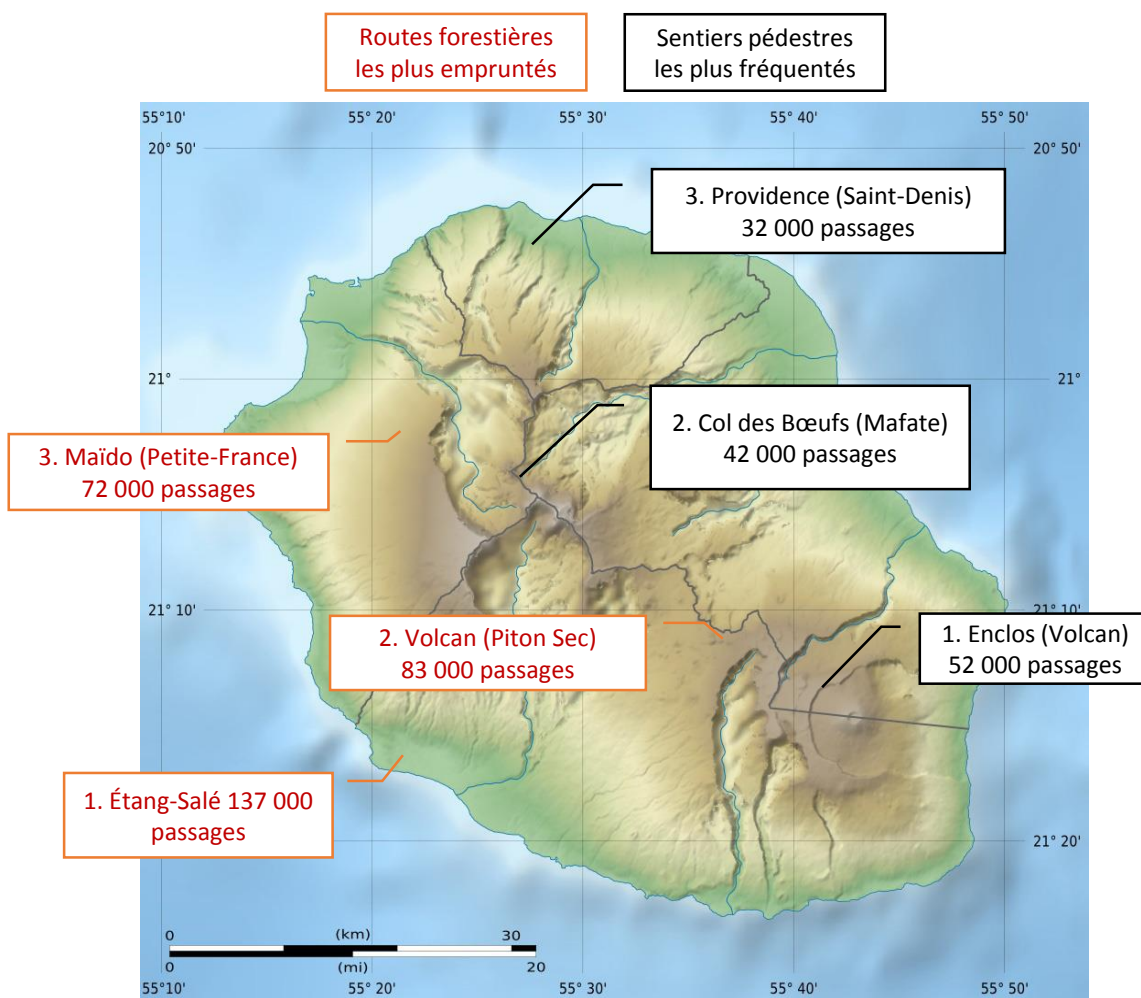 Routes forestières
les plus empruntés
Sentiers pédestres
les plus fréquentés
55°10'
55° 20'
55° 30'
55° 40'
55° 50'
20° 50'
20° 50'
3. Providence (Saint-Denis)
32 000 passages
21°
21°
2. Col des Bœufs (Mafate)
42 000 passages
3. Maïdo (Petite-France)
72 000 passages
21° 10'
21° 10'
2. Volcan (Piton Sec)
83 000 passages
1. Enclos (Volcan)
52 000 passages
1. Étang-Salé 137 000
passages
21° 20'
0 (km) 30
0 (mi) 20
55° 10'
55° 20'
55° 30'
55° 40'
55° 50'